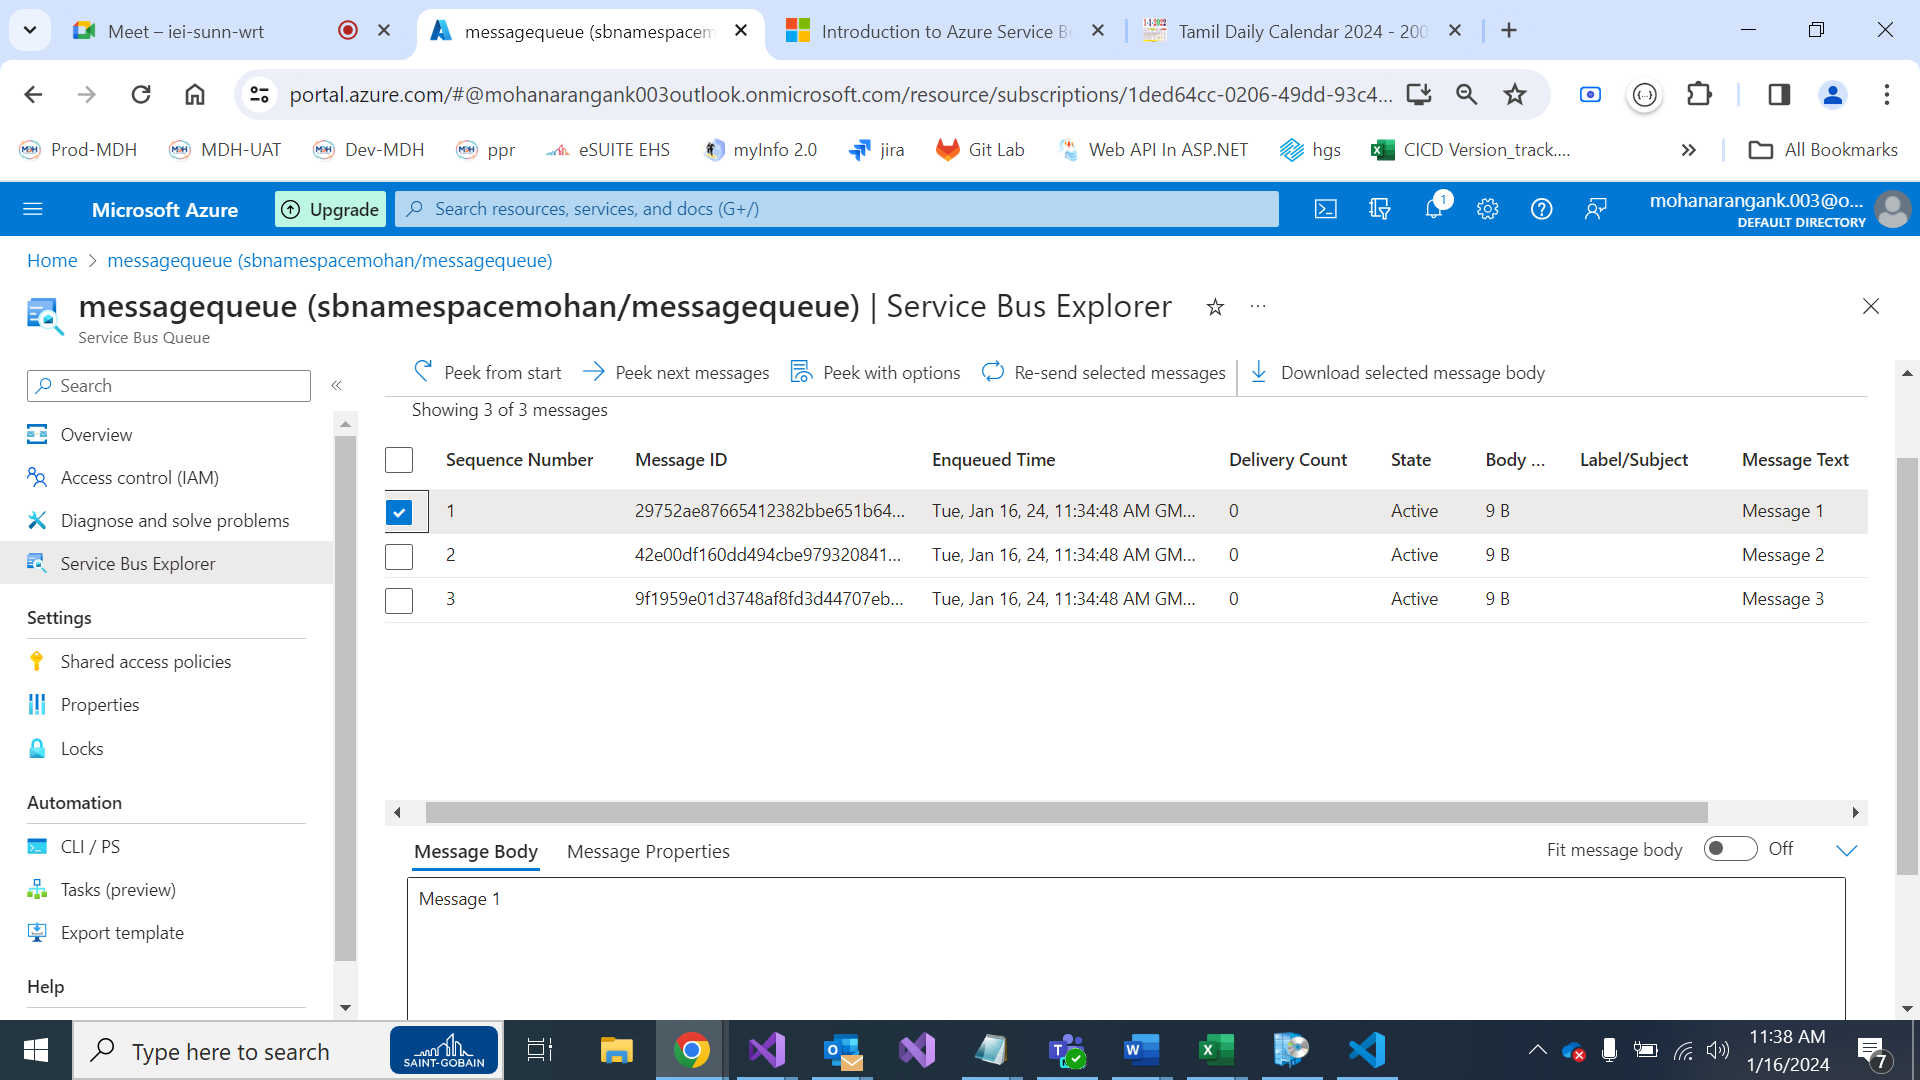 Meet – iei-sunn-wrt
messagequeue (sbnamespacem
Introduction to Azure Service B
Tamil Daily Calendar 2024 - 200
portal.azure.com/#@mohanarangank003outlook.onmicrosoft.com/resource/subscriptions/1ded64cc-0206-49dd-93c4...
Prod-MDH
MDH-UAT
Dev-MDH
ppr
eSUITE EHS
myInfo 2.0
jira
Git Lab
Web API In ASP.NET
hgs
CICD Version_track....
All Bookmarks
Microsoft Azure
Upgrade
Search resources, services, and docs (G+/)
1
mohanarangank.003@o...
DEFAULT DIRECTORY
Home > messagequeue (sbnamespacemohan/messagequeue)
messagequeue (sbnamespacemohan/messagequeue) | Service Bus Explorer
Service Bus Queue
Search
Overview
Access control (IAM)
Diagnose and solve problems
Service Bus Explorer
Settings
Shared access policies
Properties
Locks
Automation
CLI / PS
Tasks (preview)
Export template
Help
Peek from start
Peek next messages
Peek with options
Re-send selected messages
Download selected message body
Showing 3 of 3 messages
Sequence Number Message ID Enqueued Time Delivery Count State Body ... Label/Subject Message Text
1 29752ae87665412382bbe651b64... Tue, Jan 16, 24, 11:34:48 AM GM... 0 Active 9 B Message 1
2 42e00df160dd494cbe979320841... Tue, Jan 16, 24, 11:34:48 AM GM... 0 Active 9 B Message 2
3 9f1959e01d3748af8fd3d44707eb... Tue, Jan 16, 24, 11:34:48 AM GM... 0 Active 9 B Message 3
Message Body
Message Properties
Fit message body
Off
Message 1
Type here to search
SAINT-GOBAIN
11:38 AM
1/16/2024
7